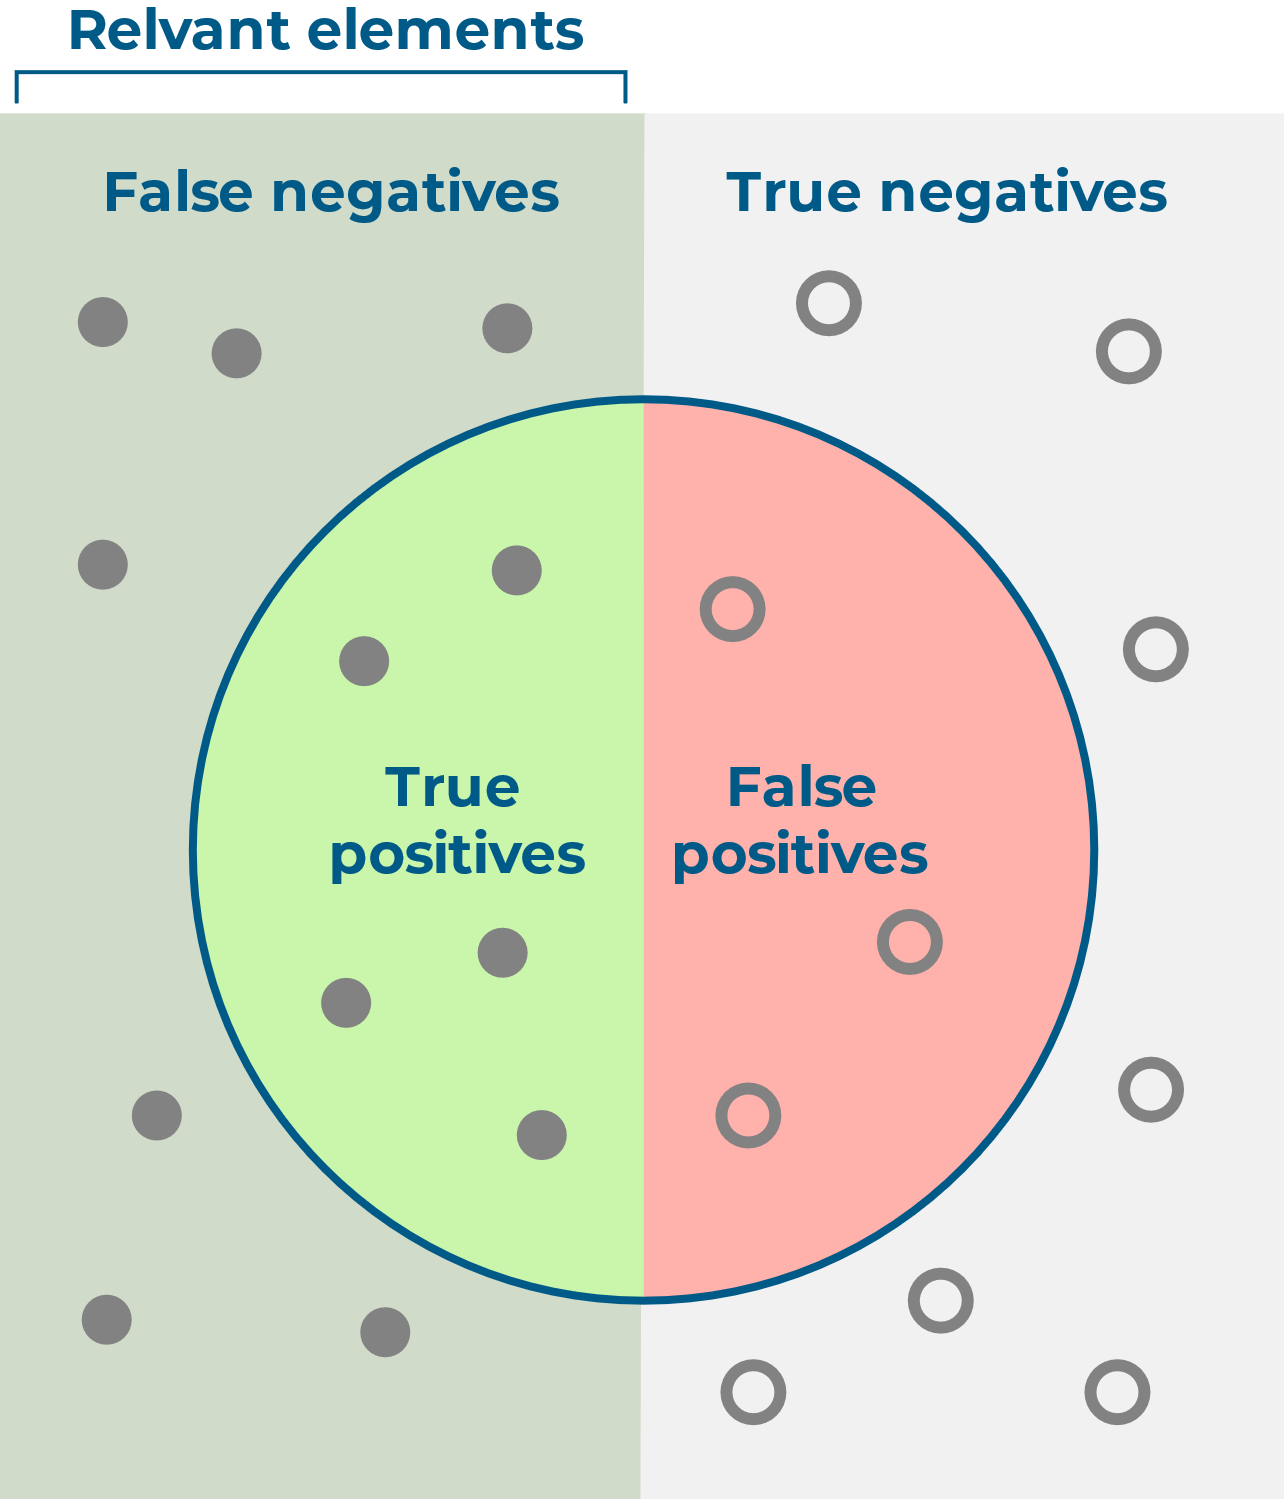 Relvant elements
False negatives
True negatives
True
positives
False
positives